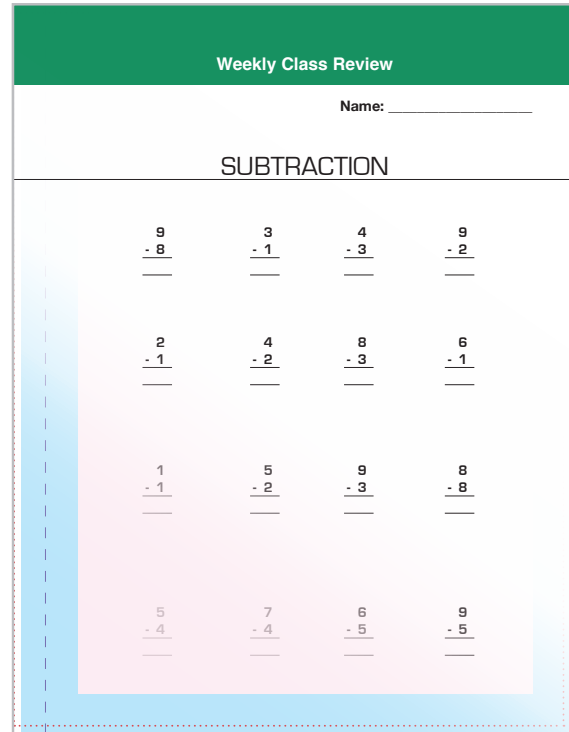 Weekly Class Review
Name: ____________________
SUBTRACTION
9 3 4 9
- 8 - 1 - 3 - 2
2 4 8 6
- 1 - 2 - 3 - 1
1 5 9 8
- 1 - 2 - 3 - 8
5 7 6 9
- 4 - 4 - 5 - 5